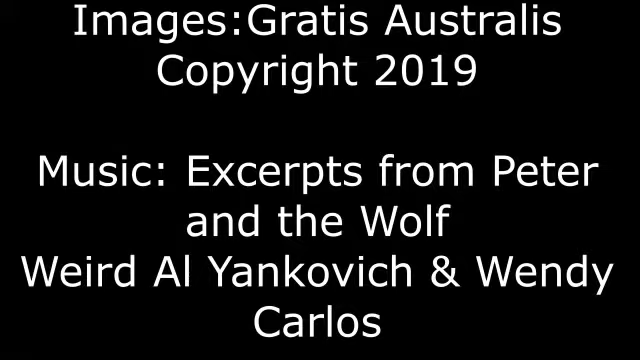 Images:Gratis Australis
Copyright 2019
Music: Excerpts from Peter
and the Wolf
Weird Al Yankovich & Wendy
Carlos